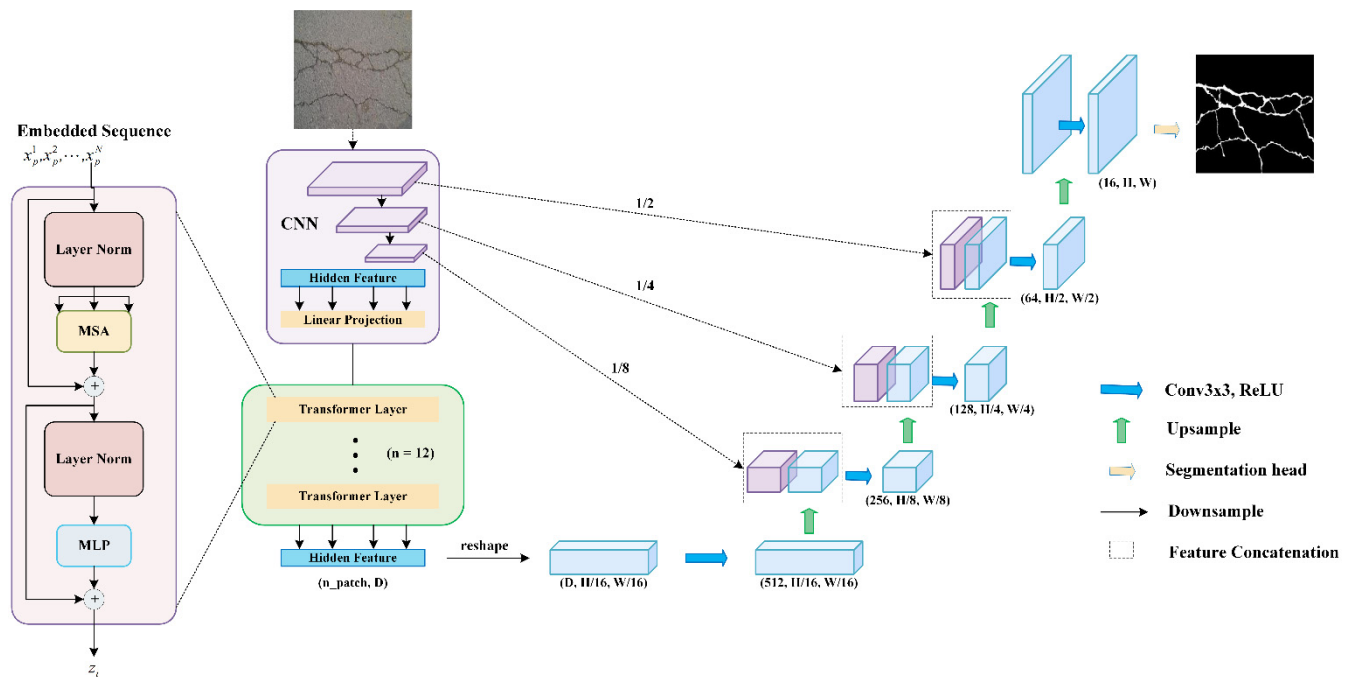 Embedded Sequence
x_p^1, x_p^2, ⋯, x_p^N
Layer Norm
MSA
+
Layer Norm
MLP
+
z_ι
CNN
Hidden Feature
Linear Projection
Transformer Layer
(n = 12)
Transformer Layer
Hidden Feature
(n_patch, D)
reshape
(D, H/16, W/16)
(512, H/16, W/16)
1/2
1/4
1/8
(256, H/8, W/8)
(128, H/4, W/4)
(64, H/2, W/2)
(16, H, W)
Conv3x3, ReLU
Upsample
Segmentation head
Downsample
Feature Concatenation